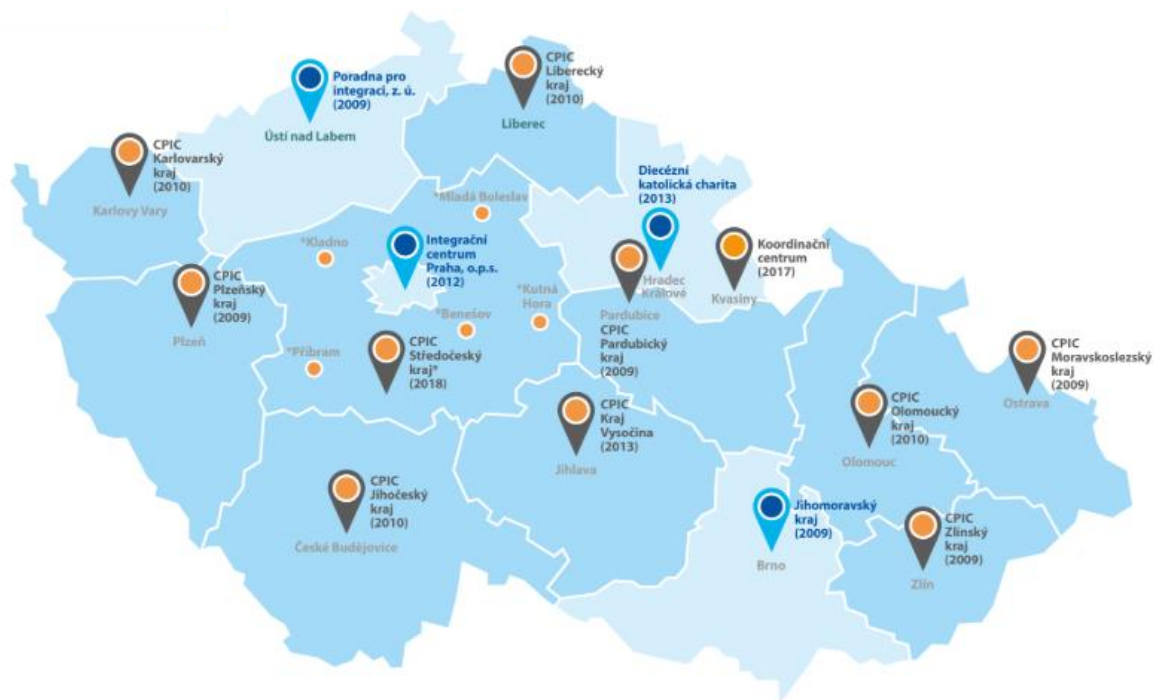 CPIC
Liberecký
kraj
(2010)
Liberec
Poradna pro
integraci, z. ú.
(2009)
Ústí nad Labem
CPIC
Karlovarský
kraj
(2010)
Karlovy Vary
Diecézní
katolická charita
(2013)
Hradec
Králové
*Mladá Boleslav
*Kladno
Integrační
centrum
Praha, o.p.s.
(2012)
Koordinační
centrum
(2017)
Kvasiny
CPIC
Plzeňský
kraj
(2009)
Plzeň
*Kutná
Hora
*Benešov
*Příbram
CPIC
Středočeský
kraj*
(2018)
Pardubice
CPIC
Pardubický
kraj
(2009)
CPIC
Moravskoslezský
kraj
(2009)
Ostrava
CPIC
Kraj
Vysočina
(2013)
Jihlava
CPIC
Olomoucký
kraj
(2010)
Olomouc
CPIC
Jihočeský
kraj
(2010)
České Budějovice
Jihomoravský
kraj
(2009)
Brno
CPIC
Zlínský
kraj
(2009)
Zlín